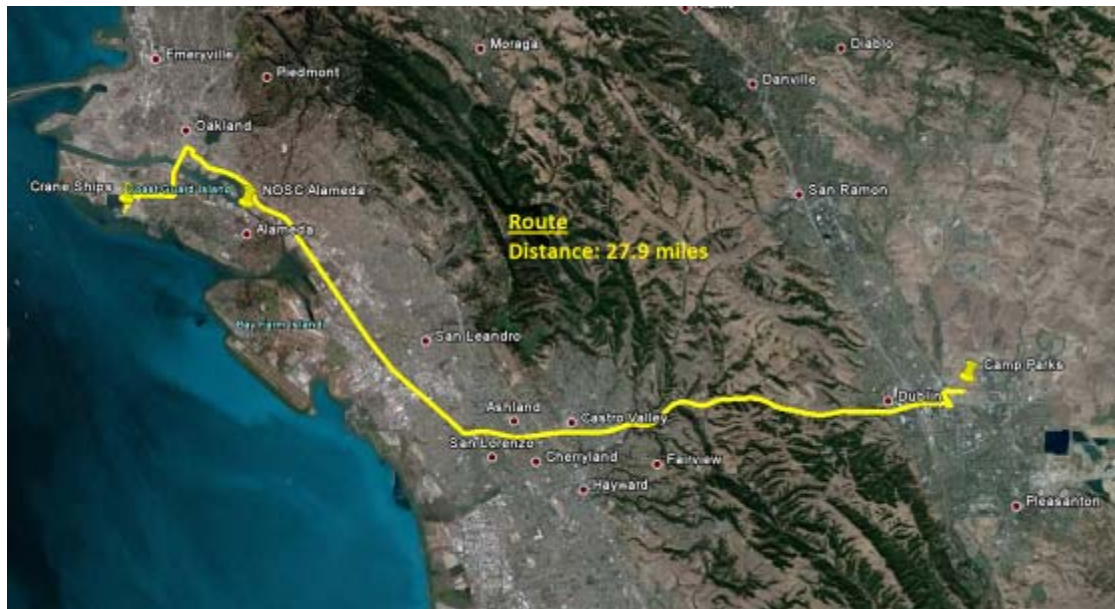 Emeryville
Moraga
Diablo
Piedmont
Danville
Oakland
Crane Ships
Coast Guard Island
NOSC Alameda
San Ramon
Alameda
Route
Distance: 27.9 miles
Bay Farm Island
San Leandro
Camp Parks
Dublin
Ashland
Castro Valley
San Lorenzo
Cherryland
Fairview
Hayward
Pleasanton